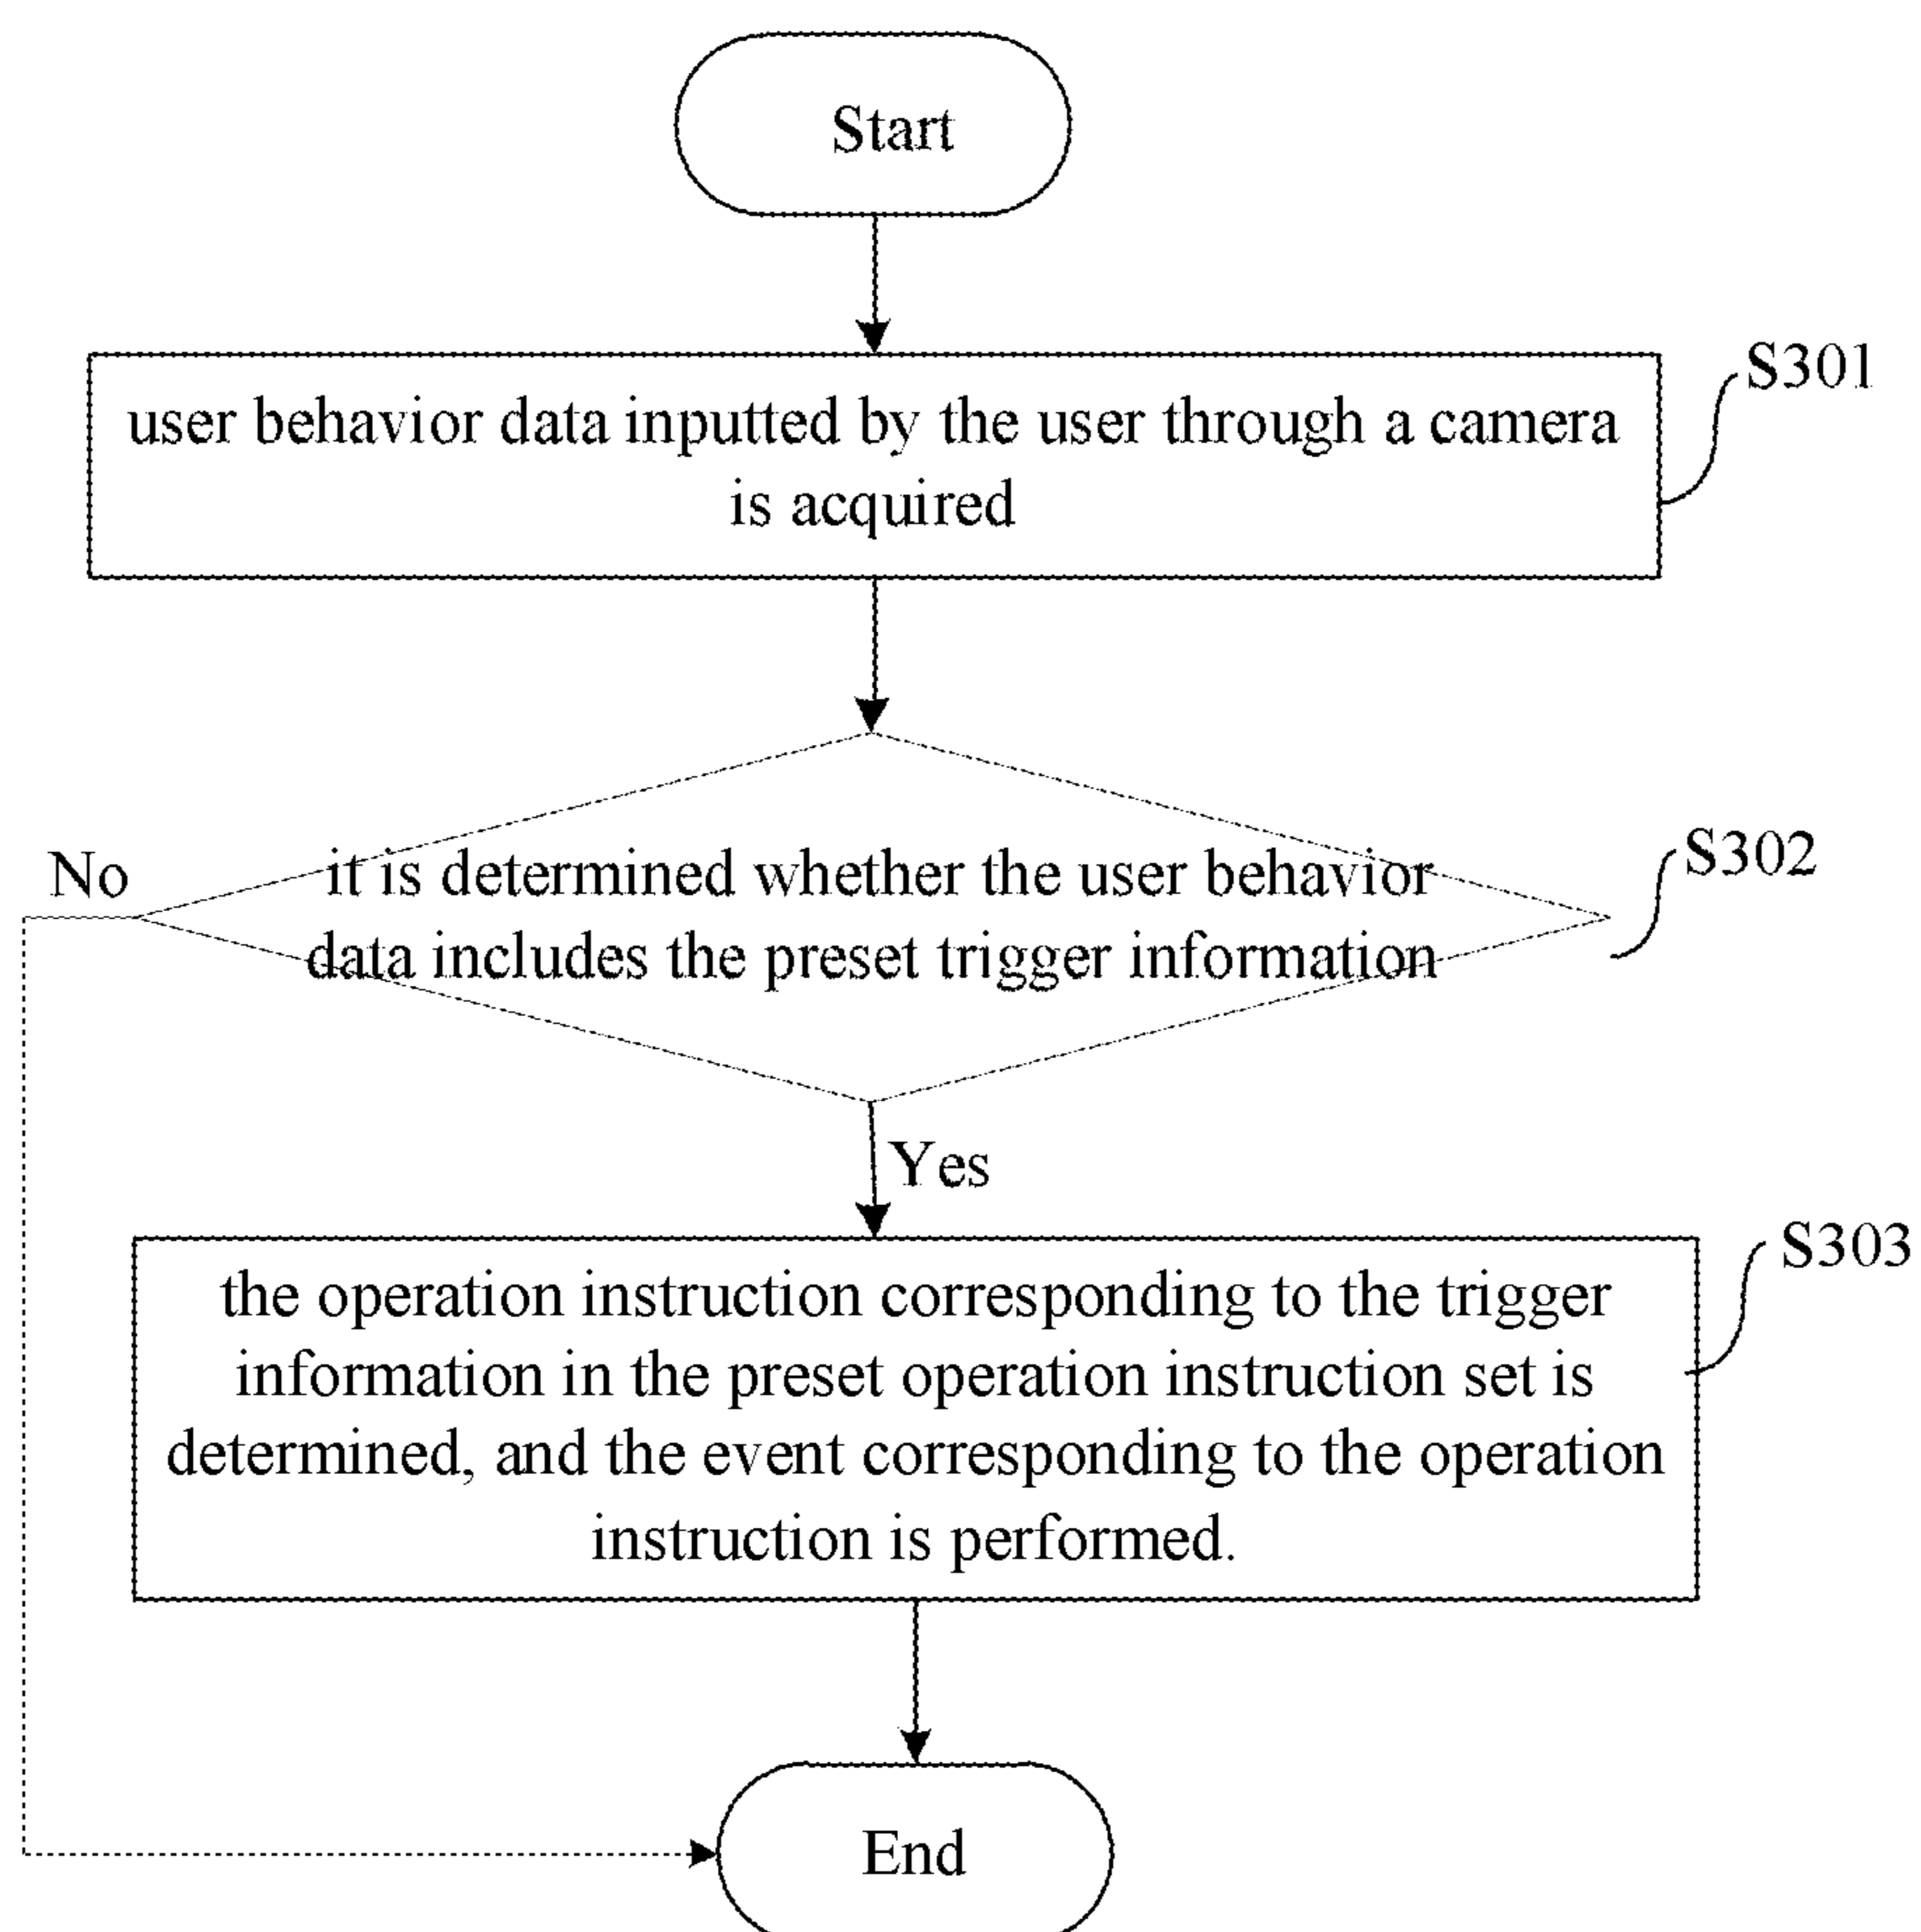 Start
user behavior data inputted by the user through a camera
is acquired
S301
No
it is determined whether the user behavior
data includes the preset trigger information
S302
Yes
the operation instruction corresponding to the trigger
information in the preset operation instruction set is
determined, and the event corresponding to the operation
instruction is performed.
S303
End